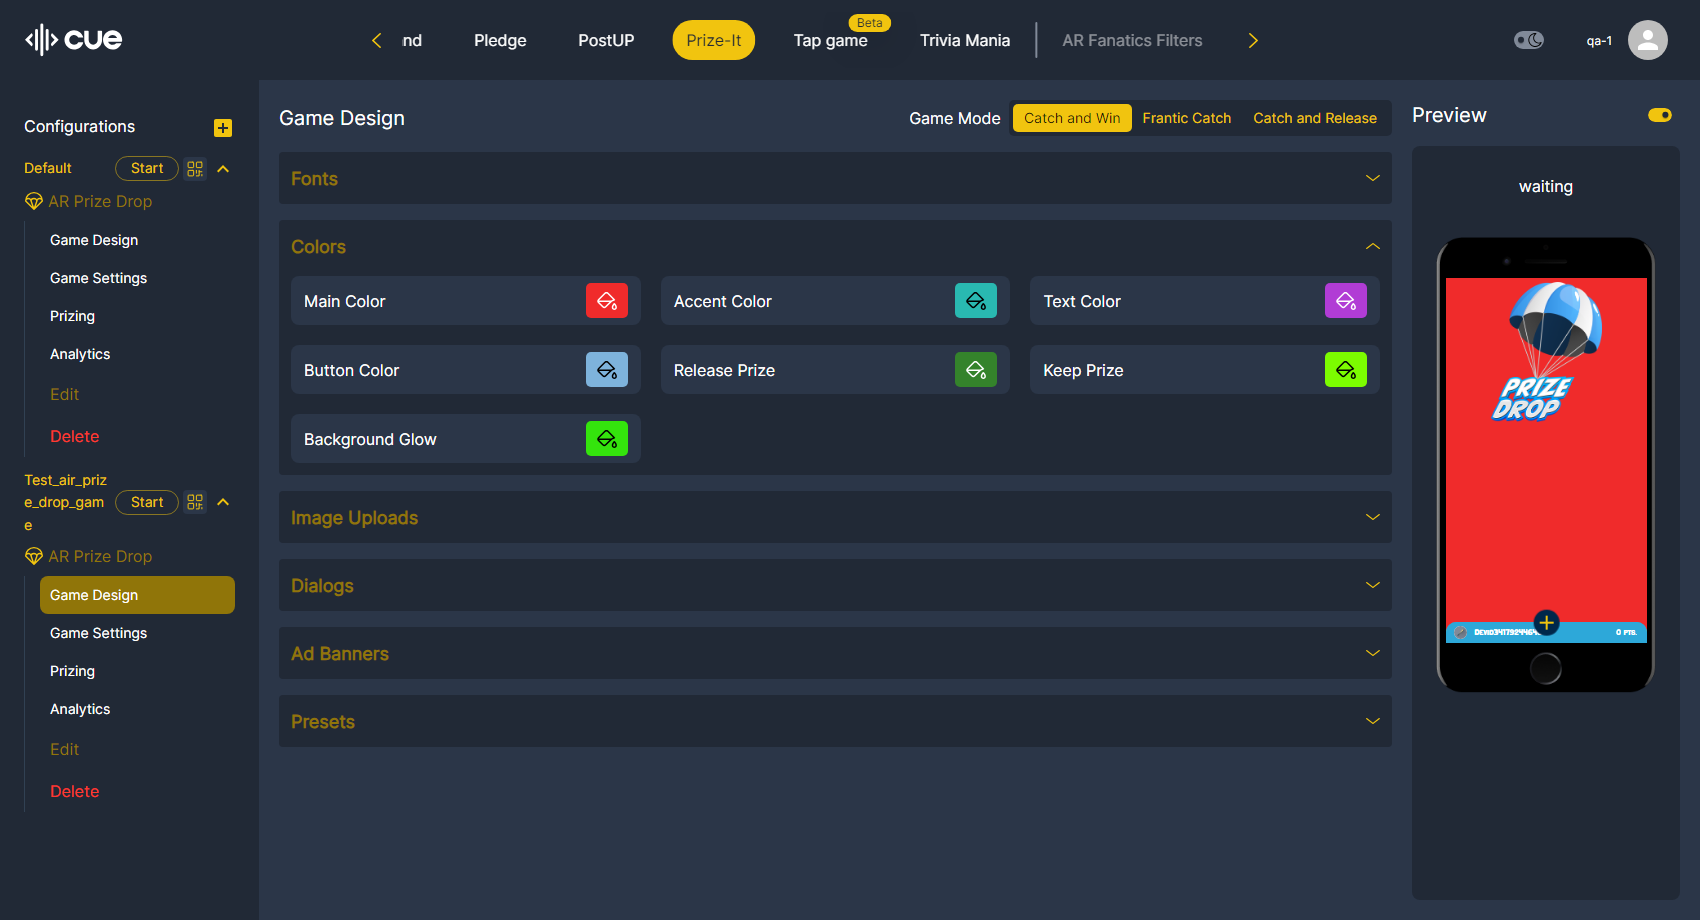 cue
nd
Pledge
PostUP
Prize-It
Tap game
Beta
Trivia Mania
AR Fanatics Filters
qa-1
Configurations
Default
Start
AR Prize Drop
Game Design
Game Settings
Prizing
Analytics
Edit
Delete
Test_air_priz
e_drop_gam
e
Start
AR Prize Drop
Game Design
Game Settings
Prizing
Analytics
Edit
Delete
Game Design
Game Mode
Catch and Win
Frantic Catch
Catch and Release
Fonts
Colors
Main Color
Accent Color
Text Color
Button Color
Release Prize
Keep Prize
Background Glow
Image Uploads
Dialogs
Ad Banners
Presets
Preview
waiting
PRIZE
DROP
0 PTS.